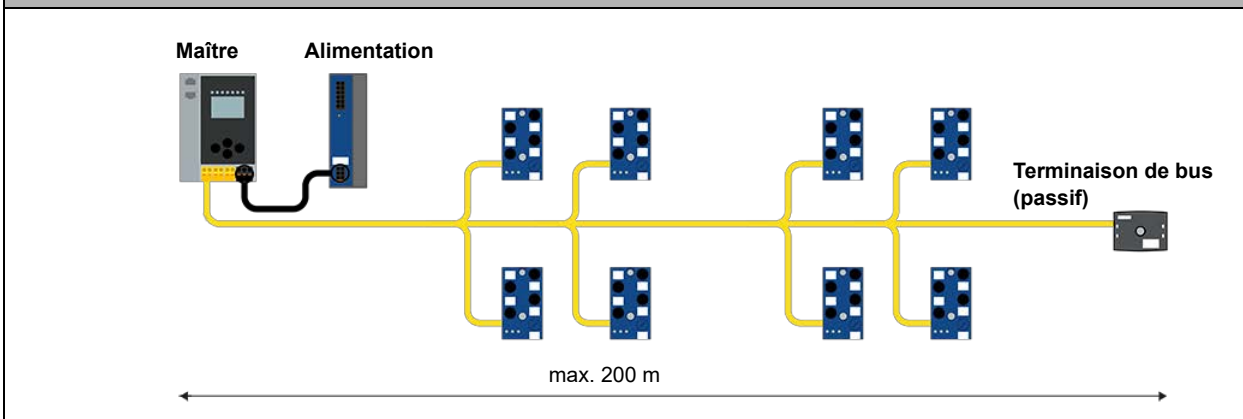 Maître
Alimentation
Terminaison de bus
(passif)
max. 200 m